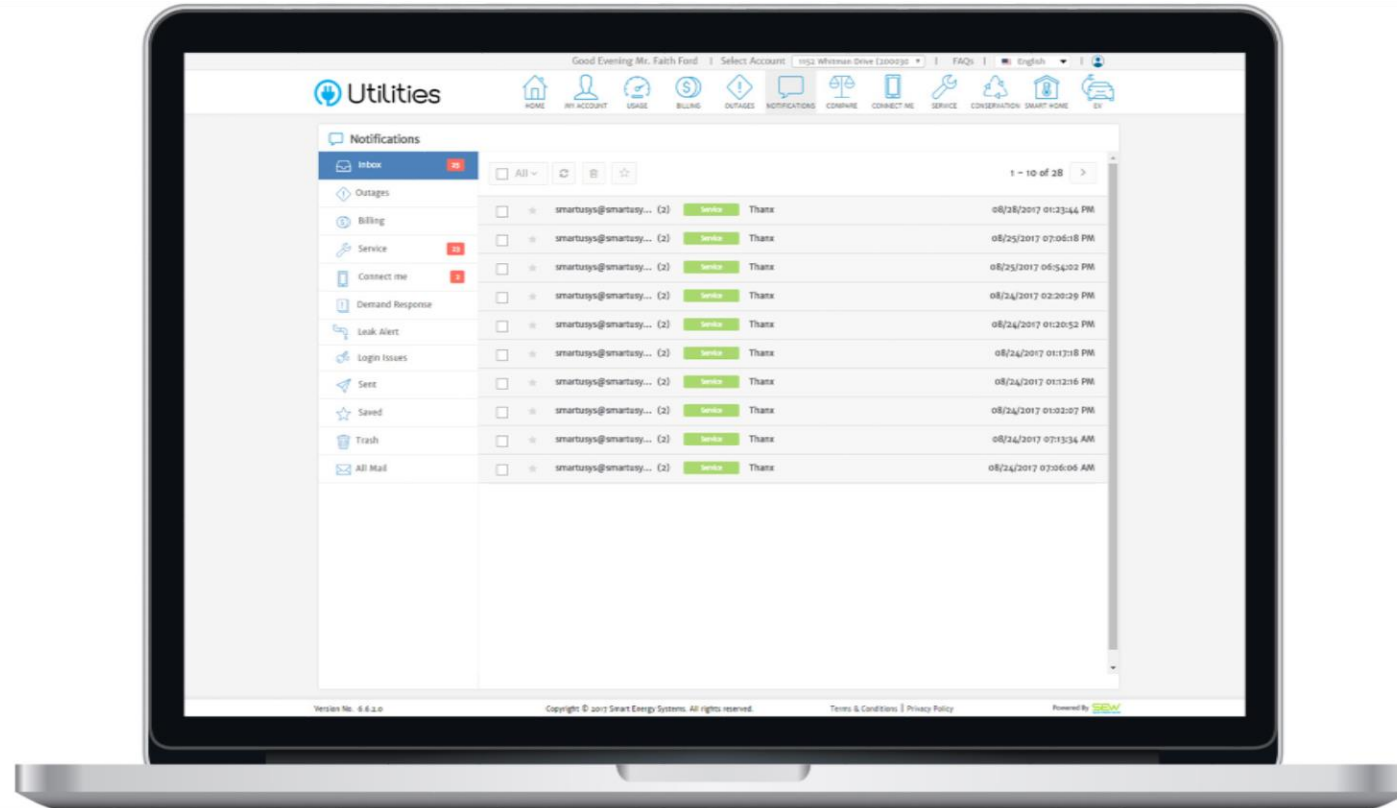 Good Evening Mr. Faith Ford | Select Account 1152 Whitman Drive (200030 | FAQs | English
Utilities
HOME MY ACCOUNT USAGE BILLING OUTAGES NOTIFICATIONS COMPARE CONNECT ME SERVICE CONSERVATION SMART HOME EV
Notifications
Inbox 25
All 1 - 10 of 28 >
Outages
Billing
Service 23
Connect me 2
Demand Response
Leak Alert
Login Issues
Sent
Saved
Trash
All Mail
smartusys@smartusy... (2) Service Thanx 08/28/2017 01:23:44 PM
smartusys@smartusy... (2) Service Thanx 08/25/2017 07:06:18 PM
smartusys@smartusy... (2) Service Thanx 08/25/2017 06:54:02 PM
smartusys@smartusy... (2) Service Thanx 08/24/2017 02:20:29 PM
smartusys@smartusy... (2) Service Thanx 08/24/2017 01:20:52 PM
smartusys@smartusy... (2) Service Thanx 08/24/2017 01:17:18 PM
smartusys@smartusy... (2) Service Thanx 08/24/2017 01:12:16 PM
smartusys@smartusy... (2) Service Thanx 08/24/2017 01:02:07 PM
smartusys@smartusy... (2) Service Thanx 08/24/2017 07:13:34 AM
smartusys@smartusy... (2) Service Thanx 08/24/2017 07:06:06 AM
Version No. 6.6.2.0 Copyright © 2017 Smart Energy Systems. All rights reserved. Terms & Conditions | Privacy Policy Powered By SEW